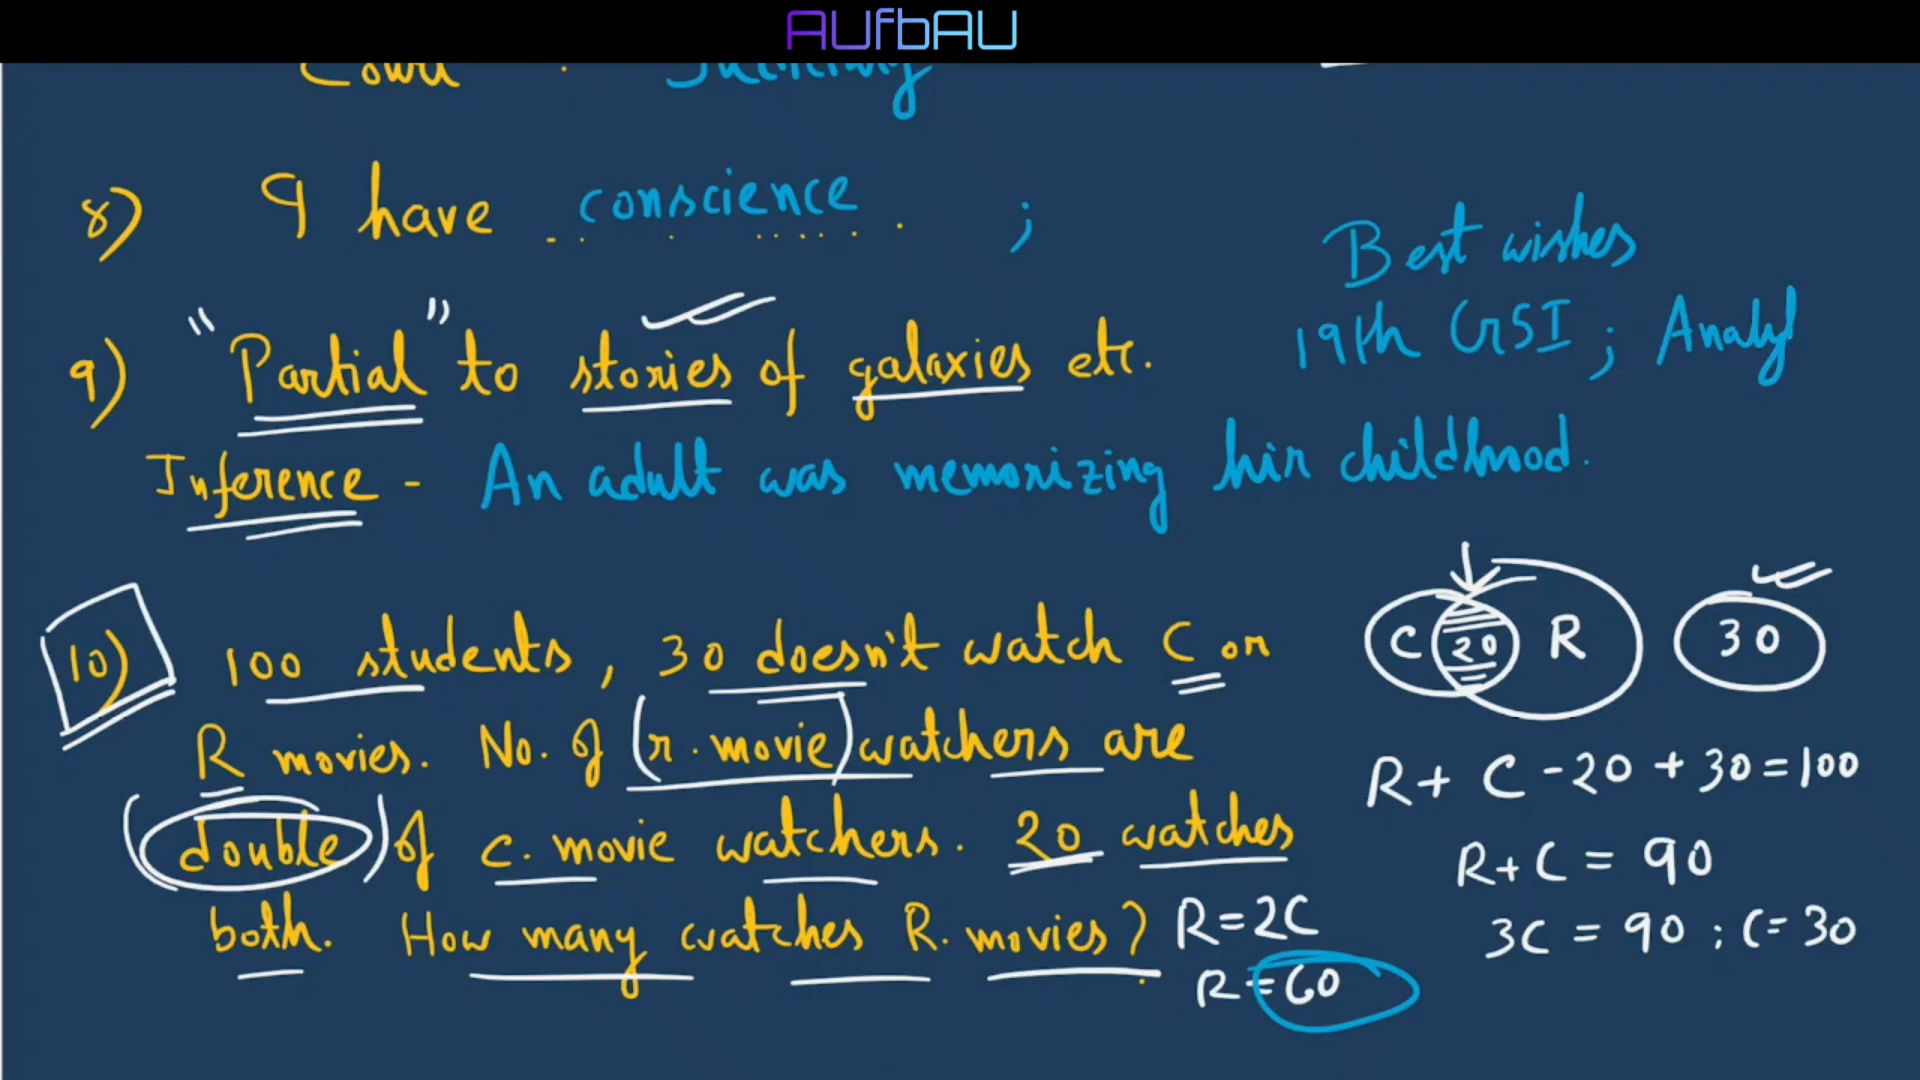 AUFBAU
8) I have conscience ;
Best wishes
19th GSI ; Analy
9) "Partial" to stories of galaxies etc.
Inference - An adult was memorizing his childhood.
10) 100 students, 30 doesn't watch C or
R movies. No. of (r. movie) watchers are
(double) of c. movie watchers. 20 watches
both. How many watches R. movies?
C 20 R 30
R + C - 20 + 30 = 100
R + C = 90
3C = 90 ; C = 30
R = 2C
R = 60